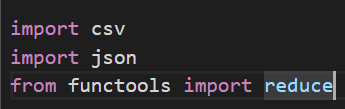 import csv
import json
from functools import reduce